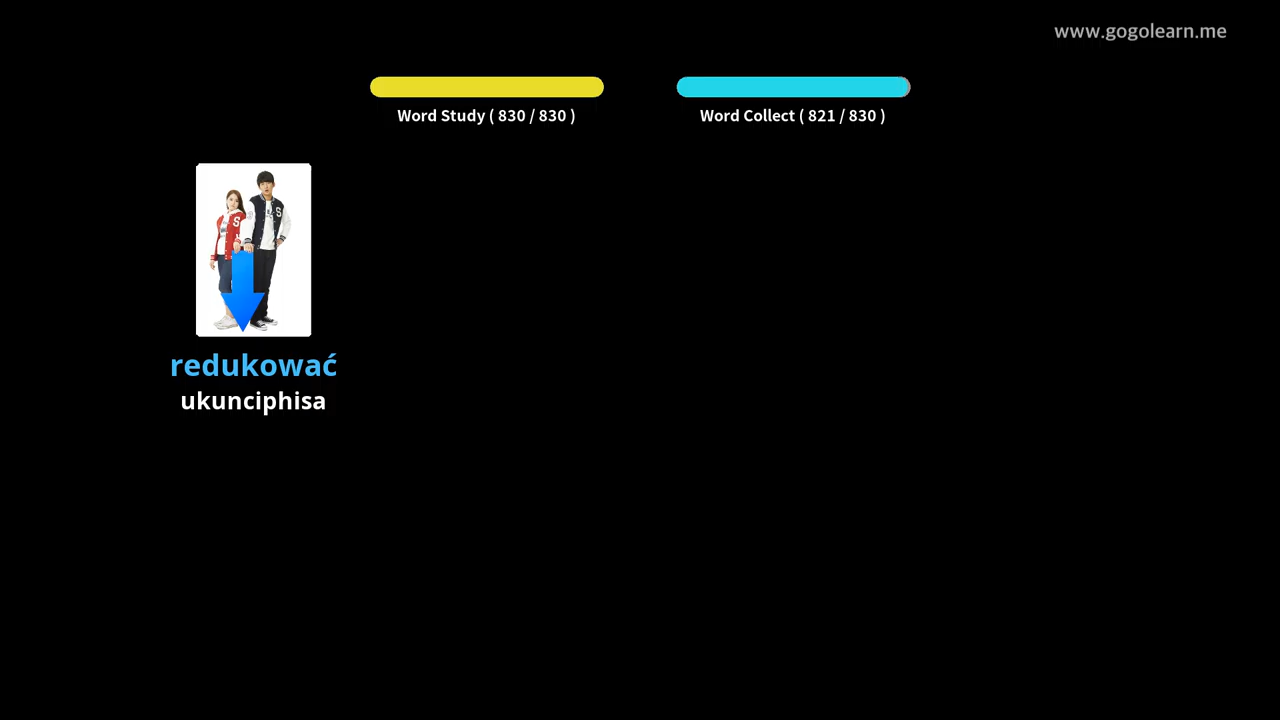 www.gogolearn.me
Word Study ( 830 / 830 )
Word Collect ( 821 / 830 )
S
S
redukować
ukunciphisa